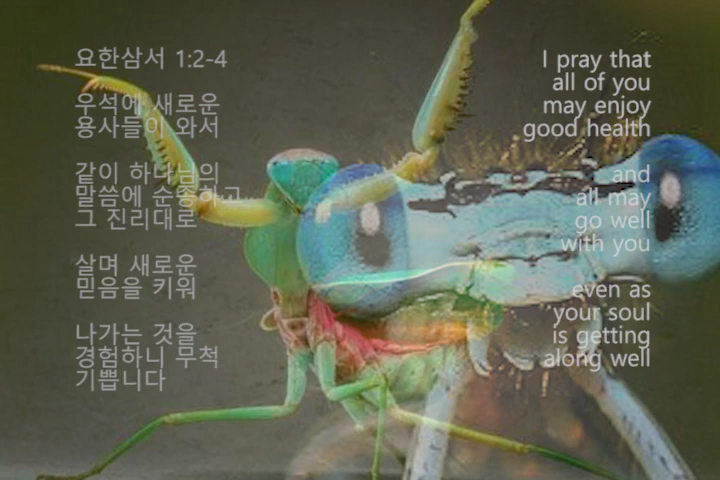 요한삼서 1:2-4
우석에 새로운
용사들이 와서
같이 하나님의
말씀에 순종하고
그 진리대로
살며 새로운
믿음을 키워
나가는 것을
경험하니 무척
기쁩니다
I pray that
all of you
may enjoy
good health
and
all may
go well
with you
even as
your soul
is getting
along well